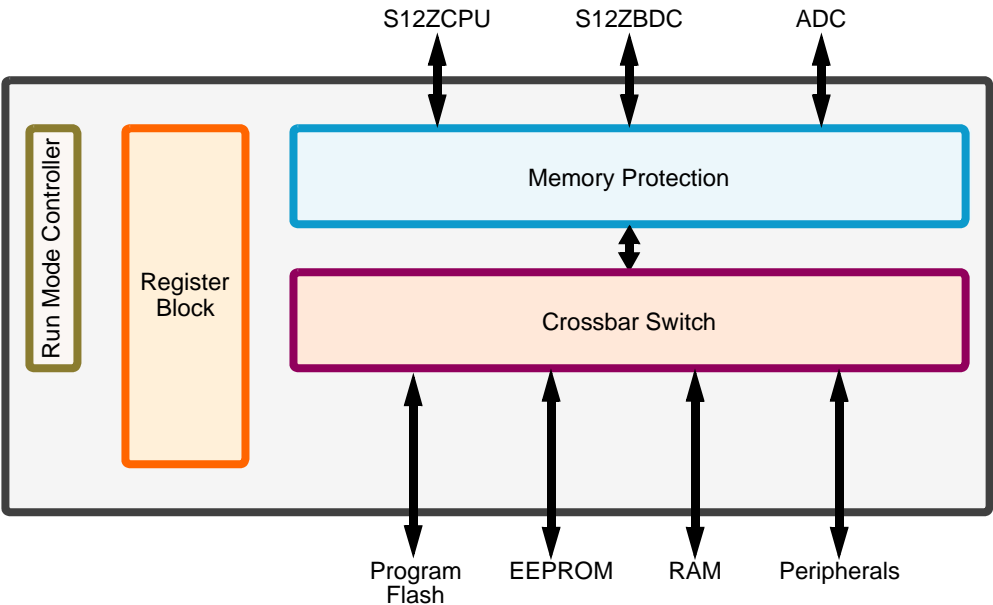 S12ZCPU
S12ZBDC
ADC
Run Mode Controller
Register
Block
Memory Protection
Crossbar Switch
Program
Flash
EEPROM
RAM
Peripherals